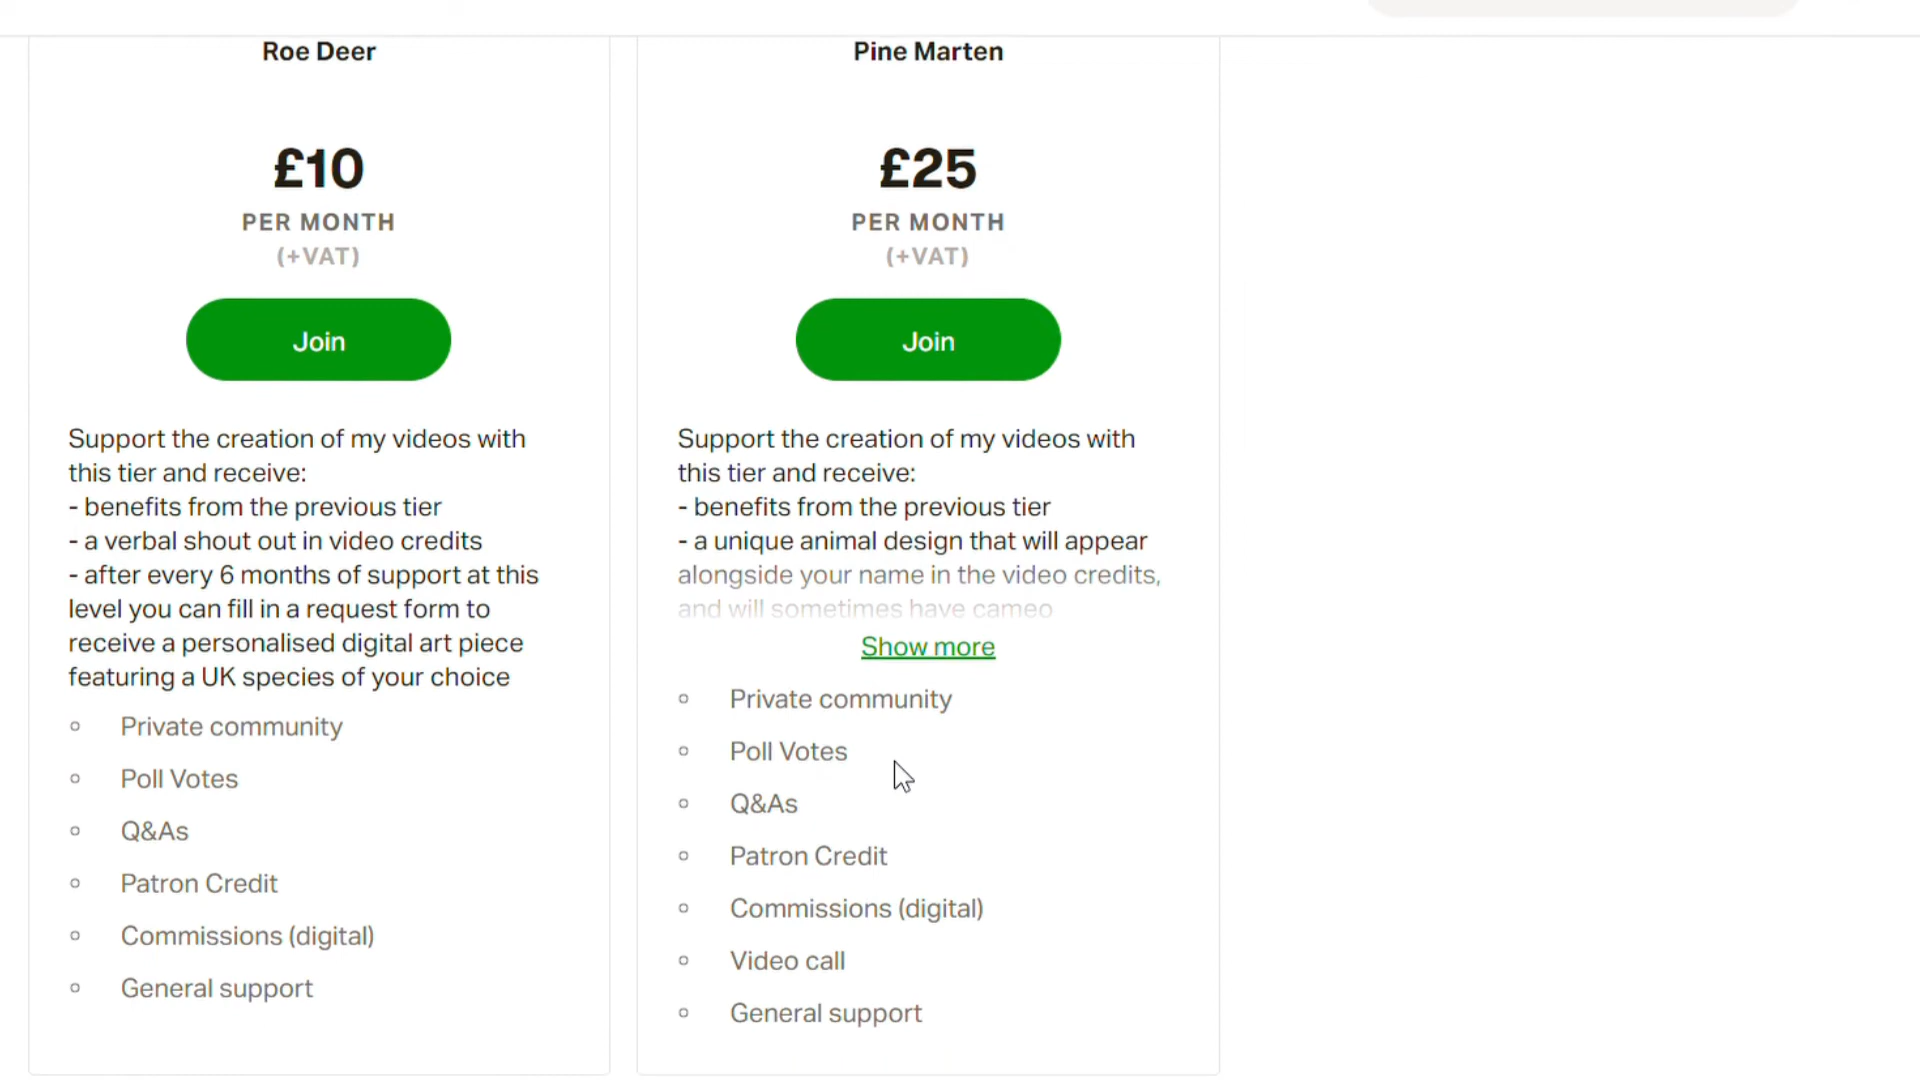 Roe Deer
£10
PER MONTH
(+VAT)
Join
Support the creation of my videos with
this tier and receive:
- benefits from the previous tier
- a verbal shout out in video credits
- after every 6 months of support at this
level you can fill in a request form to
receive a personalised digital art piece
featuring a UK species of your choice
Private community
Poll Votes
Q&As
Patron Credit
Commissions (digital)
General support
Pine Marten
£25
PER MONTH
(+VAT)
Join
Support the creation of my videos with
this tier and receive:
- benefits from the previous tier
- a unique animal design that will appear
alongside your name in the video credits,
and will sometimes have cameo
Show more
Private community
Poll Votes
Q&As
Patron Credit
Commissions (digital)
Video call
General support